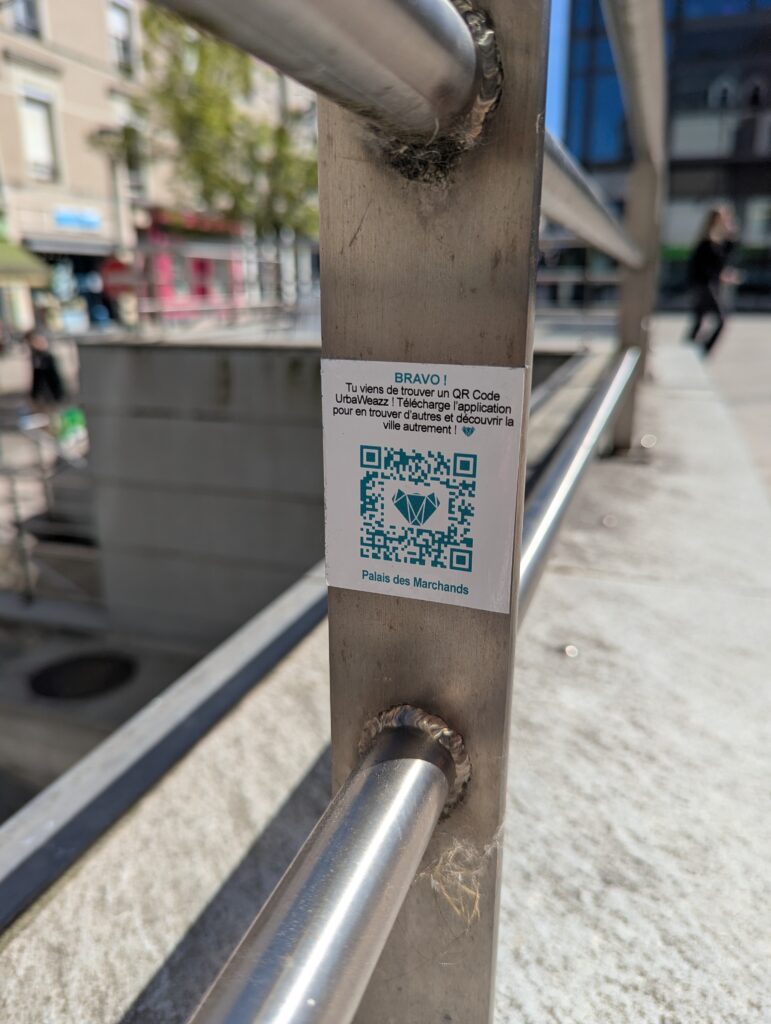 BRAVO !
Tu viens de trouver un QR Code
UrbaWeazz ! Télécharge l'application
pour en trouver d'autres et découvrir la
ville autrement !
Palais des Marchands